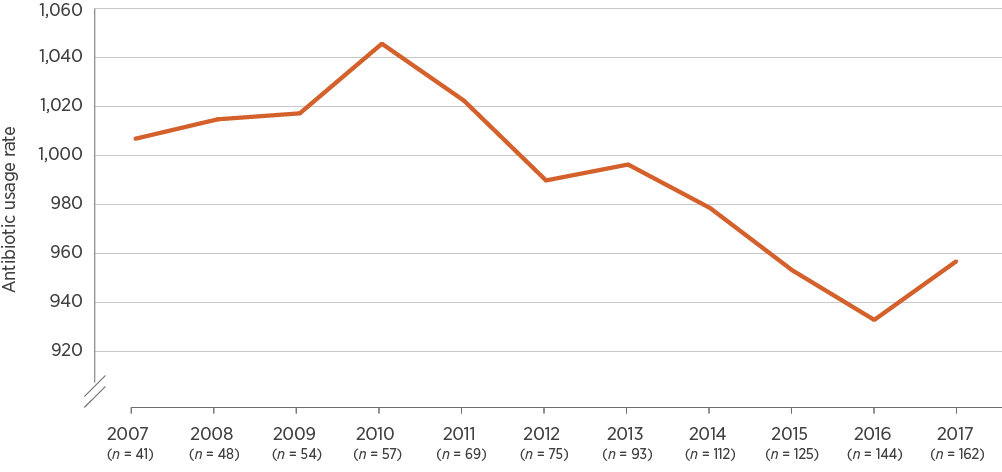 1,060
1,040
1,020
1,000
980
960
940
920
Antibiotic usage rate
2007 2008 2009 2010 2011 2012 2013 2014 2015 2016 2017
(n = 41) (n = 48) (n = 54) (n = 57) (n = 69) (n = 75) (n = 93) (n = 112) (n = 125) (n = 144) (n = 162)